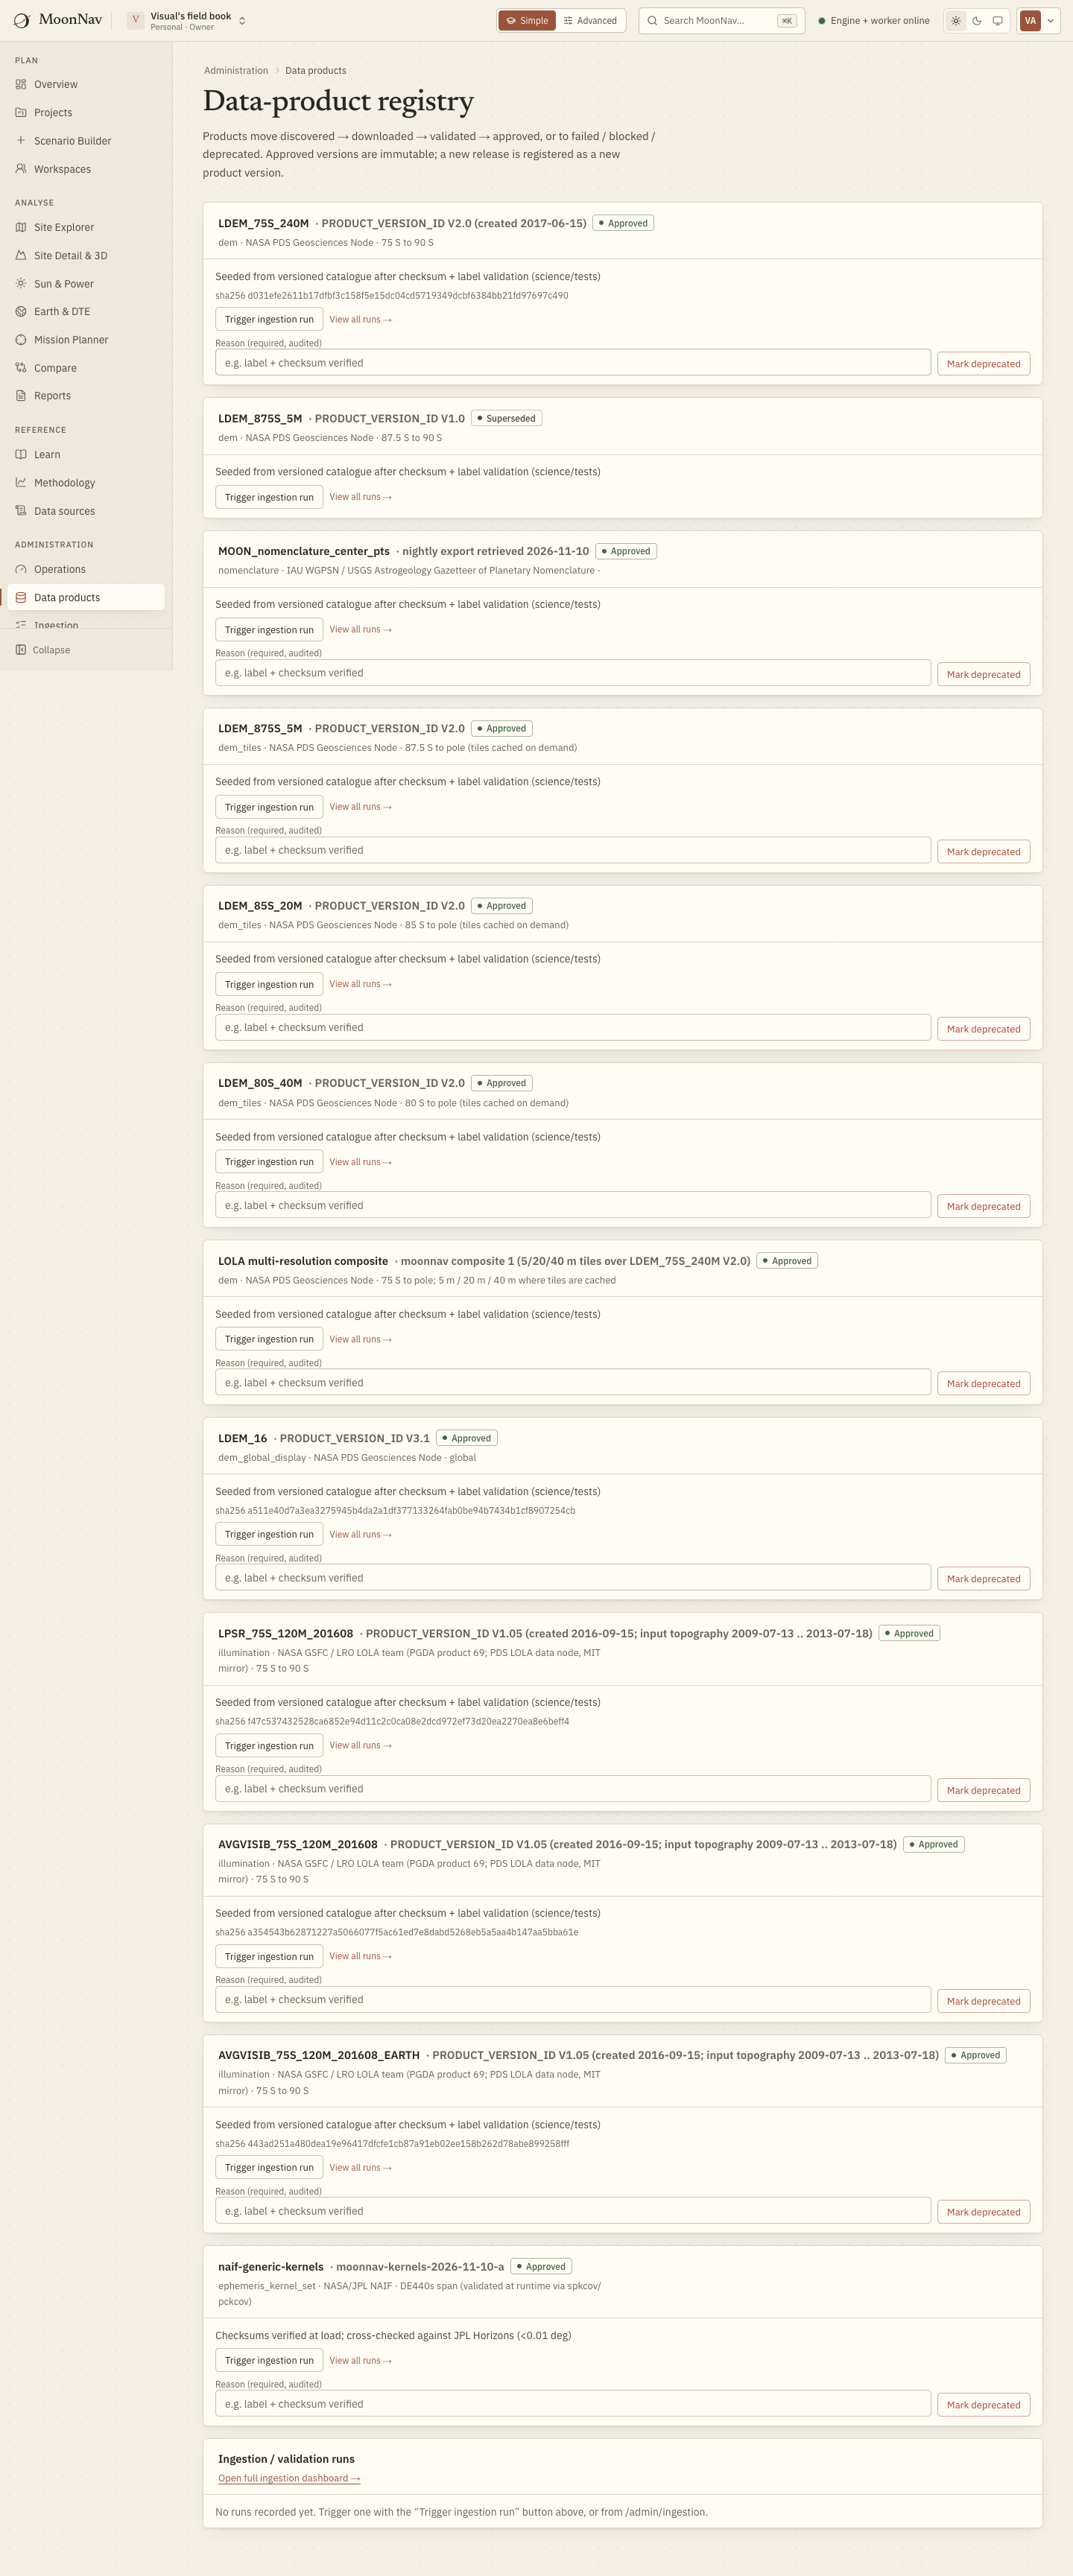 MoonNav
V
Visual's field book
Personal · Owner
Simple
Advanced
Search MoonNav...
⌘K
Engine + worker online
VA
PLAN
Overview
Projects
Scenario Builder
Workspaces
ANALYSE
Site Explorer
Site Detail & 3D
Sun & Power
Earth & DTE
Mission Planner
Compare
Reports
REFERENCE
Learn
Methodology
Data sources
ADMINISTRATION
Operations
Data products
Ingestion
Collapse
Administration > Data products
Data-product registry
Products move discovered → downloaded → validated → approved, or to failed / blocked /
deprecated. Approved versions are immutable; a new release is registered as a new
product version.
LDEM_75S_240M · PRODUCT_VERSION_ID V2.0 (created 2017-06-15) Approved
dem · NASA PDS Geosciences Node · 75 S to 90 S
Seeded from versioned catalogue after checksum + label validation (science/tests)
sha256 d031efe2611b17dfbf3c158f5e15dc04cd5719349dcbf6384bb21fd97697c490
Trigger ingestion run View all runs →
Reason (required, audited)
e.g. label + checksum verified Mark deprecated
LDEM_875S_5M · PRODUCT_VERSION_ID V1.0 Superseded
dem · NASA PDS Geosciences Node · 87.5 S to 90 S
Seeded from versioned catalogue after checksum + label validation (science/tests)
Trigger ingestion run View all runs →
MOON_nomenclature_center_pts · nightly export retrieved 2026-11-10 Approved
nomenclature · IAU WGPSN / USGS Astrogeology Gazetteer of Planetary Nomenclature ·
Seeded from versioned catalogue after checksum + label validation (science/tests)
Trigger ingestion run View all runs →
Reason (required, audited)
e.g. label + checksum verified Mark deprecated
LDEM_875S_5M · PRODUCT_VERSION_ID V2.0 Approved
dem_tiles · NASA PDS Geosciences Node · 87.5 S to pole (tiles cached on demand)
Seeded from versioned catalogue after checksum + label validation (science/tests)
Trigger ingestion run View all runs →
Reason (required, audited)
e.g. label + checksum verified Mark deprecated
LDEM_85S_20M · PRODUCT_VERSION_ID V2.0 Approved
dem_tiles · NASA PDS Geosciences Node · 85 S to pole (tiles cached on demand)
Seeded from versioned catalogue after checksum + label validation (science/tests)
Trigger ingestion run View all runs →
Reason (required, audited)
e.g. label + checksum verified Mark deprecated
LDEM_80S_40M · PRODUCT_VERSION_ID V2.0 Approved
dem_tiles · NASA PDS Geosciences Node · 80 S to pole (tiles cached on demand)
Seeded from versioned catalogue after checksum + label validation (science/tests)
Trigger ingestion run View all runs →
Reason (required, audited)
e.g. label + checksum verified Mark deprecated
LOLA multi-resolution composite · moonnav composite 1 (5/20/40 m tiles over LDEM_75S_240M V2.0) Approved
dem · NASA PDS Geosciences Node · 75 S to pole; 5 m / 20 m / 40 m where tiles are cached
Seeded from versioned catalogue after checksum + label validation (science/tests)
Trigger ingestion run View all runs →
Reason (required, audited)
e.g. label + checksum verified Mark deprecated
LDEM_16 · PRODUCT_VERSION_ID V3.1 Approved
dem_global_display · NASA PDS Geosciences Node · global
Seeded from versioned catalogue after checksum + label validation (science/tests)
sha256 a511e40d7a3ea3275945b4da2a1df377133264fab0be94b7434b1cf8907254cb
Trigger ingestion run View all runs →
Reason (required, audited)
e.g. label + checksum verified Mark deprecated
LPSR_75S_120M_201608 · PRODUCT_VERSION_ID V1.05 (created 2016-09-15; input topography 2009-07-13 .. 2013-07-18) Approved
illumination · NASA GSFC / LRO LOLA team (PGDA product 69; PDS LOLA data node, MIT
mirror) · 75 S to 90 S
Seeded from versioned catalogue after checksum + label validation (science/tests)
sha256 f47c537432528ca6852e94d11c2c0ca08e2dcd972ef73d20ea2270ea8e6beff4
Trigger ingestion run View all runs →
Reason (required, audited)
e.g. label + checksum verified Mark deprecated
AVGVISIB_75S_120M_201608 · PRODUCT_VERSION_ID V1.05 (created 2016-09-15; input topography 2009-07-13 .. 2013-07-18) Approved
illumination · NASA GSFC / LRO LOLA team (PGDA product 69; PDS LOLA data node, MIT
mirror) · 75 S to 90 S
Seeded from versioned catalogue after checksum + label validation (science/tests)
sha256 a354543b62871227a5066077f5ac61ed7e8dabd5268eb5a5aa4b147aa5bba61e
Trigger ingestion run View all runs →
Reason (required, audited)
e.g. label + checksum verified Mark deprecated
AVGVISIB_75S_120M_201608_EARTH · PRODUCT_VERSION_ID V1.05 (created 2016-09-15; input topography 2009-07-13 .. 2013-07-18) Approved
illumination · NASA GSFC / LRO LOLA team (PGDA product 69; PDS LOLA data node, MIT
mirror) · 75 S to 90 S
Seeded from versioned catalogue after checksum + label validation (science/tests)
sha256 443ad251a480dea19e96417dfcfe1cb87a91eb02ee158b262d78abe899258fff
Trigger ingestion run View all runs →
Reason (required, audited)
e.g. label + checksum verified Mark deprecated
naif-generic-kernels · moonnav-kernels-2026-11-10-a Approved
ephemeris_kernel_set · NASA/JPL NAIF · DE440s span (validated at runtime via spkcov/
pckcov)
Checksums verified at load; cross-checked against JPL Horizons (<0.01 deg)
Trigger ingestion run View all runs →
Reason (required, audited)
e.g. label + checksum verified Mark deprecated
Ingestion / validation runs
Open full ingestion dashboard →
No runs recorded yet. Trigger one with the “Trigger ingestion run” button above, or from /admin/ingestion.